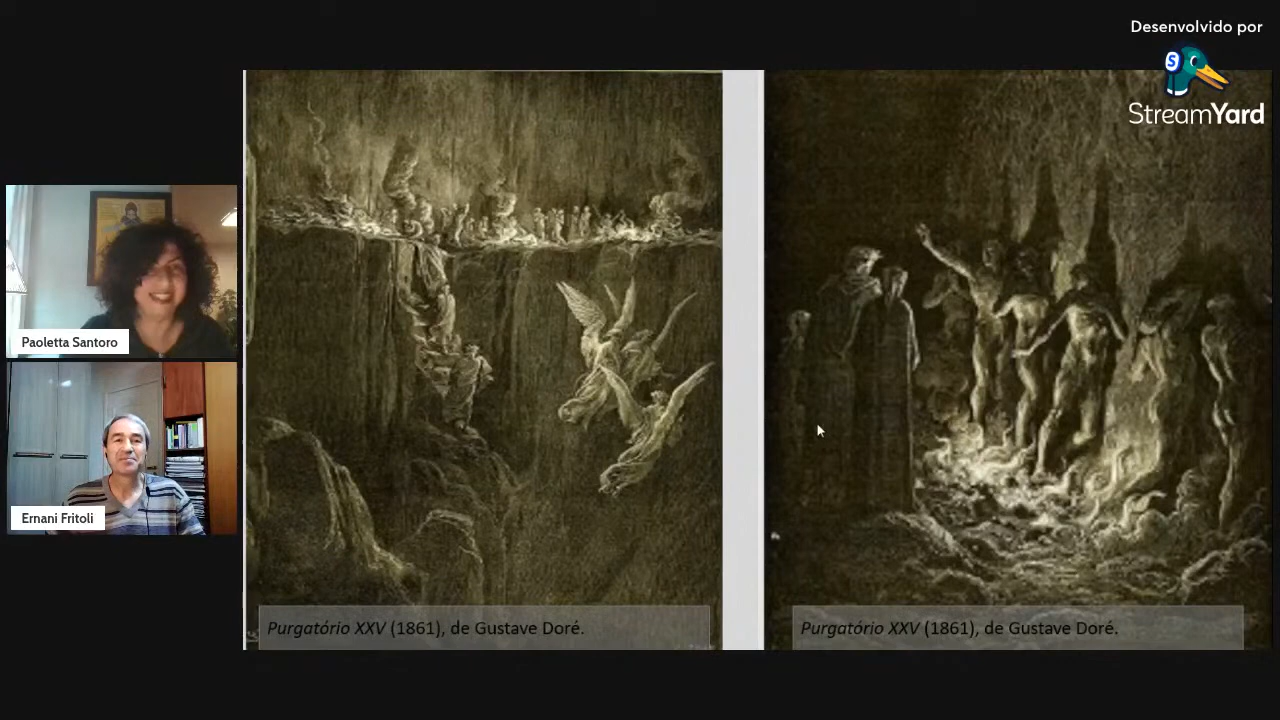 Desenvolvido por
StreamYard
Paoletta Santoro
Ernani Fritoli
Purgatório XXV (1861), de Gustave Doré.
Purgatório XXV (1861), de Gustave Doré.